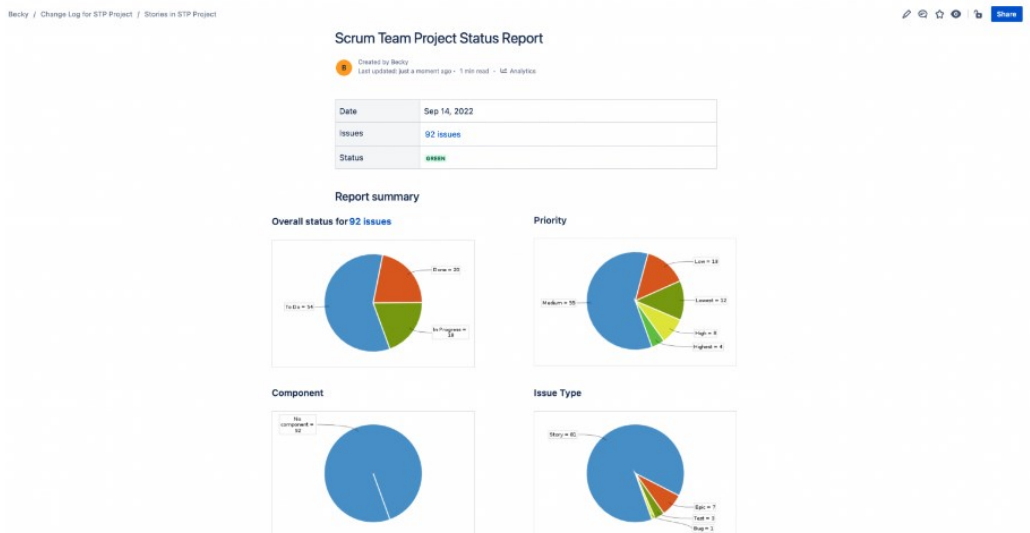 Becky / Change Log for STP Project / Stories in STP Project
Share
Scrum Team Project Status Report
B
Created by Becky
Last updated: just a moment ago • 1 min read • Analytics
Date Sep 14, 2022
Issues 92 issues
Status GREEN
Report summary
Overall status for 92 issues
Done = 20
To Do = 54
In Progress =
18
Priority
Low = 13
Medium = 55
Lowest = 12
High = 8
Highest = 4
Component
No
component =
92
Issue Type
Story = 81
Epic = 7
Test = 3
Bug = 1